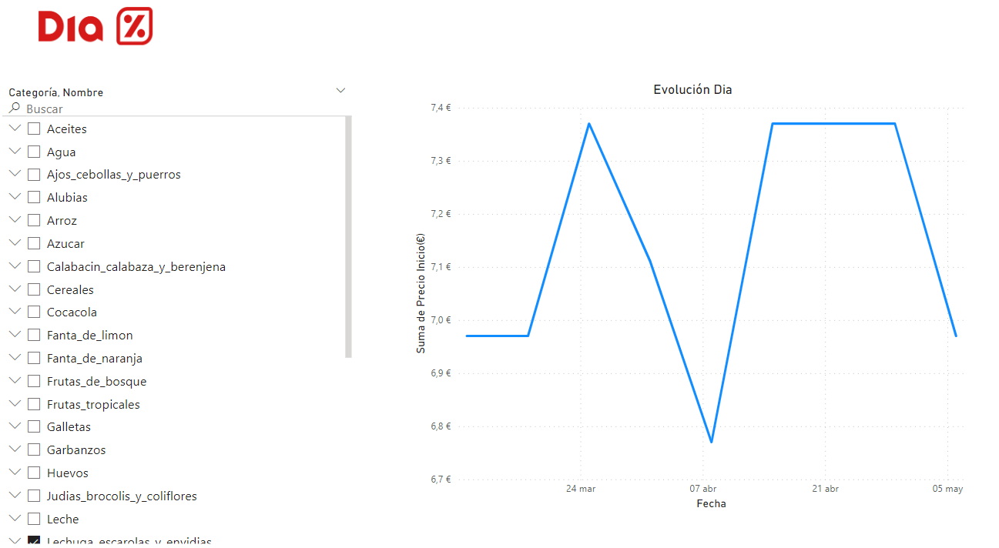 Dia %
Categoría, Nombre
Buscar
Aceites
Agua
Ajos_cebollas_y_puerros
Alubias
Arroz
Azucar
Calabacin_calabaza_y_berenjena
Cereales
Cocacola
Fanta_de_limon
Fanta_de_naranja
Frutas_de_bosque
Frutas_tropicales
Galletas
Garbanzos
Huevos
Judias_brocolis_y_coliflores
Leche
Lechuga_escarolas_y_envidias
Evolución Dia
Suma de Precio Inicio(€)
7,4 €
7,3 €
7,2 €
7,1 €
7,0 €
6,9 €
6,8 €
6,7 €
24 mar
07 abr
21 abr
05 may
Fecha